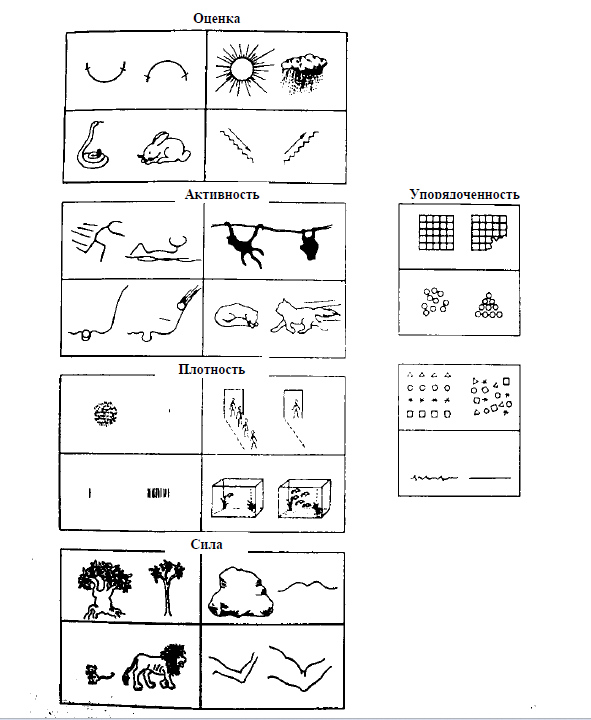 Оценка
Активность
Упорядоченность
Плотность
Сила